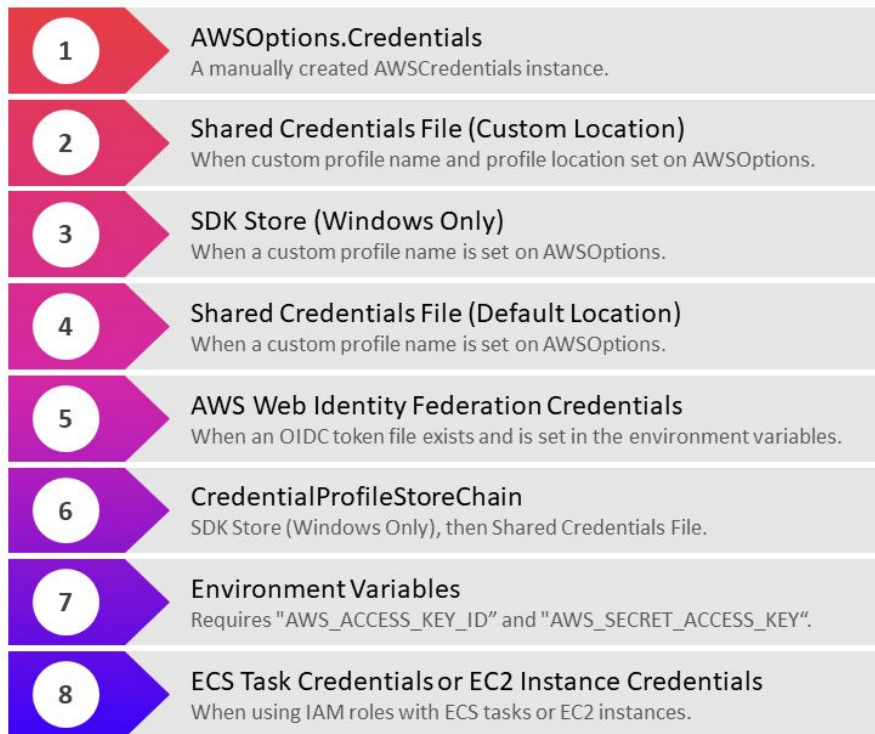 1
AWSOptions.Credentials
A manually created AWSCredentials instance.
2
Shared Credentials File (Custom Location)
When custom profile name and profile location set on AWSOptions.
3
SDK Store (Windows Only)
When a custom profile name is set on AWSOptions.
4
Shared Credentials File (Default Location)
When a custom profile name is set on AWSOptions.
5
AWS Web Identity Federation Credentials
When an OIDC token file exists and is set in the environment variables.
6
CredentialProfileStoreChain
SDK Store (Windows Only), then Shared Credentials File.
7
Environment Variables
Requires "AWS_ACCESS_KEY_ID” and "AWS_SECRET_ACCESS_KEY“.
8
ECS Task Credentials or EC2 Instance Credentials
When using IAM roles with ECS tasks or EC2 instances.